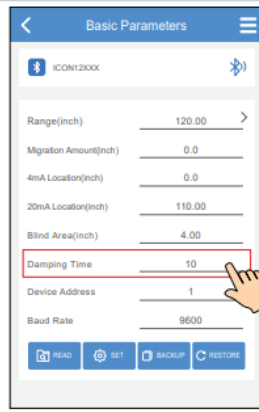 Basic Parameters
ICON12XXX
Range(inch) 120.00
Migration Amount(inch) 0.0
4mA Location(inch) 0.0
20mA Location(inch) 110.00
Blind Area(inch) 4.00
Damping Time 10
Device Address 1
Baud Rate 9600
READ SET BACKUP RESTORE